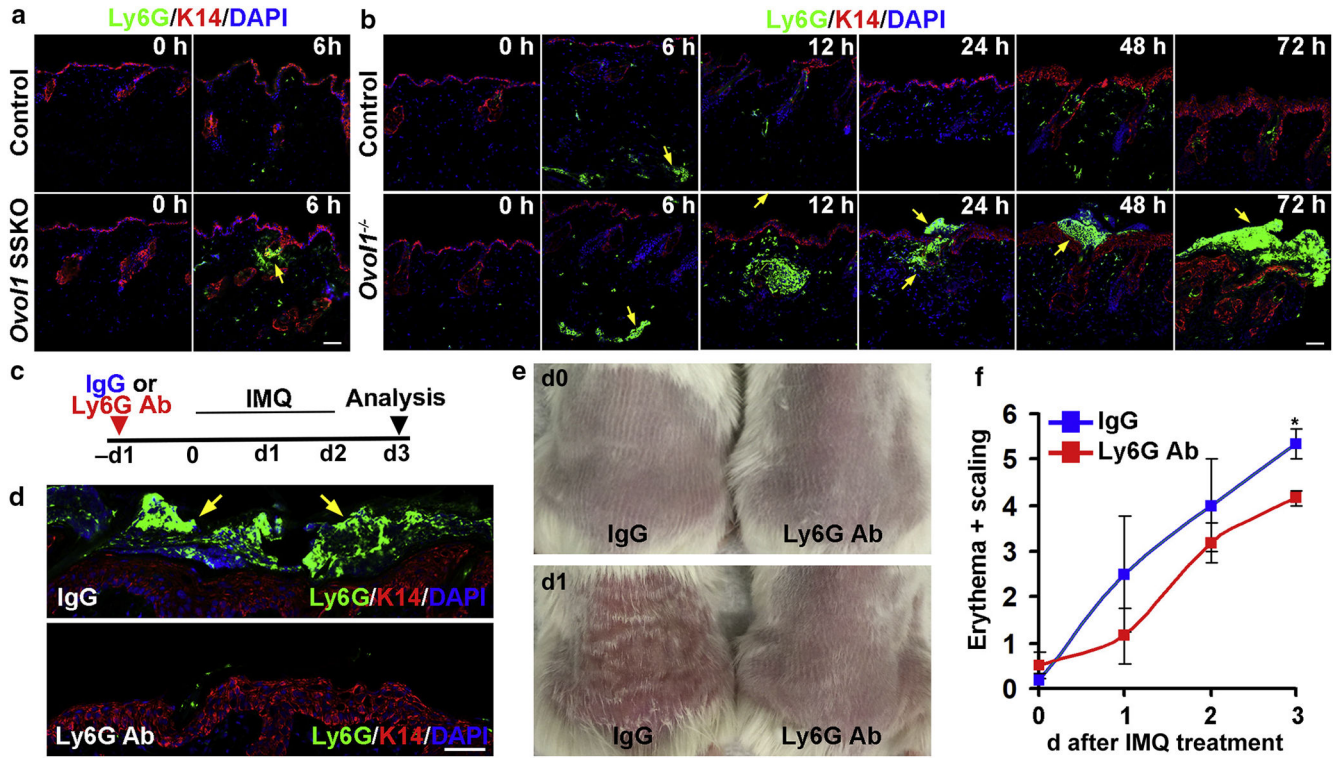 a
Ly6G/K14/DAPI
Control
0 h
6 h
Ovol1 SSKO
0 h
6 h
b
Ly6G/K14/DAPI
Control
0 h
6 h
12 h
24 h
48 h
72 h
Ovol1-/-
0 h
6 h
12 h
24 h
48 h
72 h
c
IgG or
Ly6G Ab
IMQ
Analysis
–d1
0
d1
d2
d3
d
IgG
Ly6G/K14/DAPI
Ly6G Ab
Ly6G/K14/DAPI
e
d0
IgG
Ly6G Ab
d1
IgG
Ly6G Ab
f
Erythema + scaling
6
5
4
3
2
1
0
IgG
Ly6G Ab
*
0
1
2
3
d after IMQ treatment